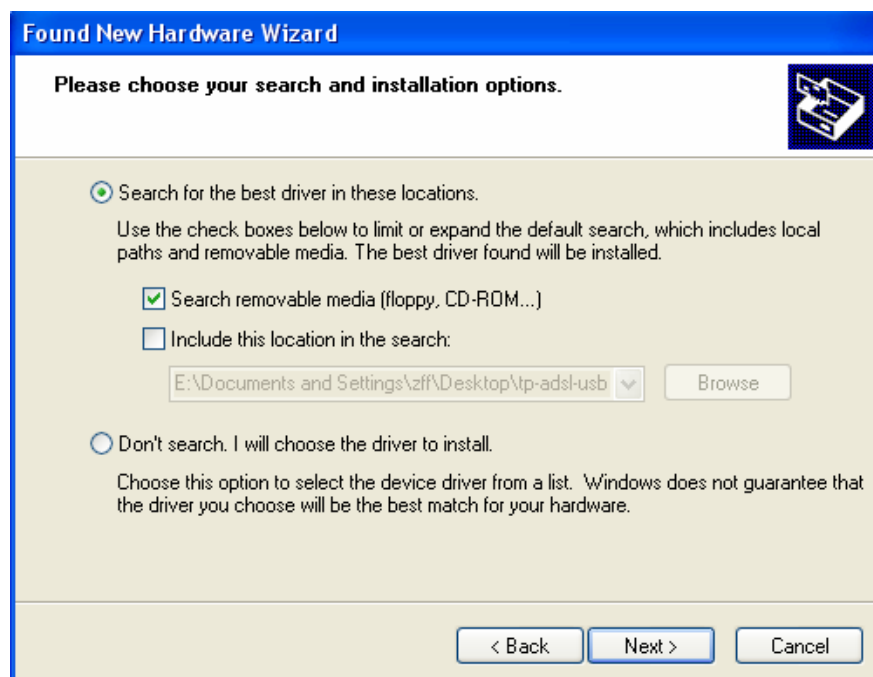 Found New Hardware Wizard
Please choose your search and installation options.
Search for the best driver in these locations.
Use the check boxes below to limit or expand the default search, which includes local
paths and removable media. The best driver found will be installed.
Search removable media (floppy, CD-ROM...)
Include this location in the search:
E:\Documents and Settings\zff\Desktop\tp-adsl-usb
Browse
Don't search. I will choose the driver to install.
Choose this option to select the device driver from a list. Windows does not guarantee that
the driver you choose will be the best match for your hardware.
< Back Next > Cancel